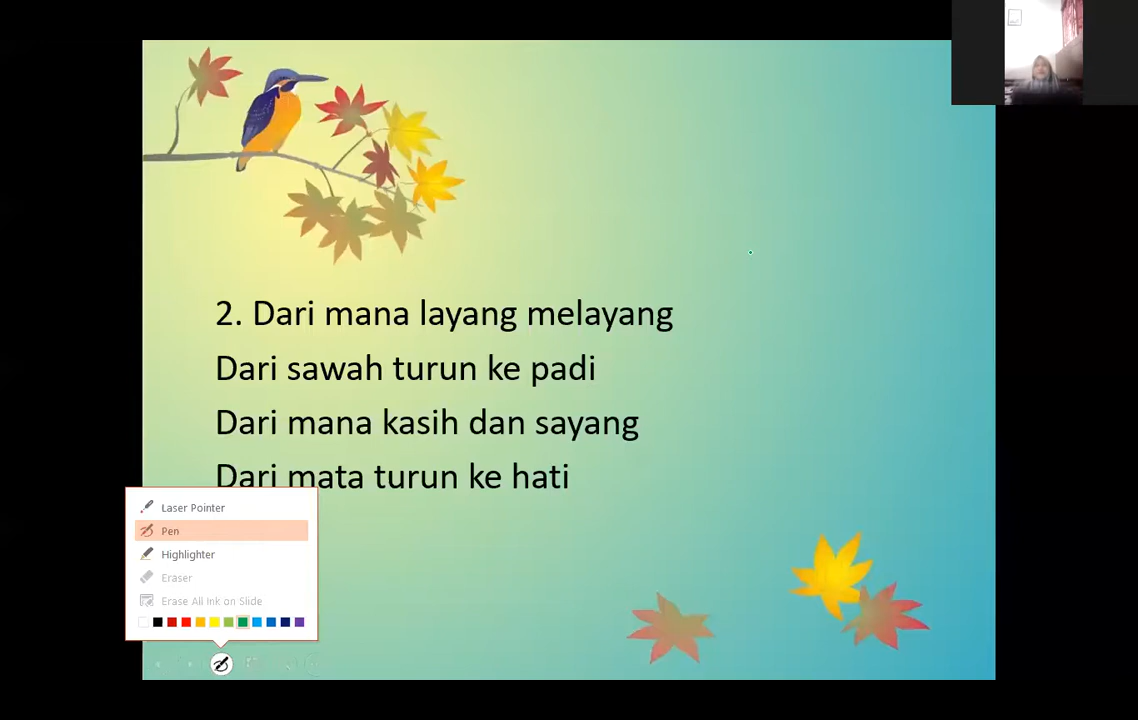 2. Dari mana layang melayang
Dari sawah turun ke padi
Dari mana kasih dan sayang
Dari mata turun ke hati
Laser Pointer
Pen
Highlighter
Eraser
Erase All Ink on Slide